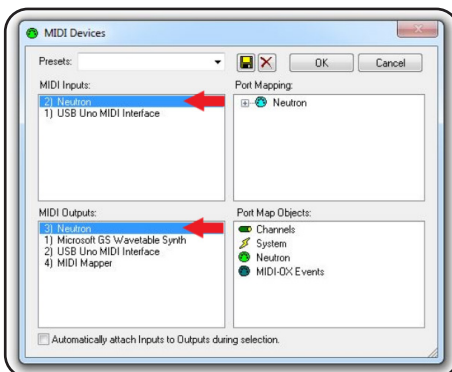 MIDI Devices
Presets:
OK
Cancel
MIDI Inputs:
2) Neutron
1) USB Uno MIDI Interface
Port Mapping:
Neutron
MIDI Outputs:
3) Neutron
1) Microsoft GS Wavetable Synth
2) USB Uno MIDI Interface
4) MIDI Mapper
Port Map Objects:
Channels
System
Neutron
MIDI-OX Events
Automatically attach Inputs to Outputs during selection.